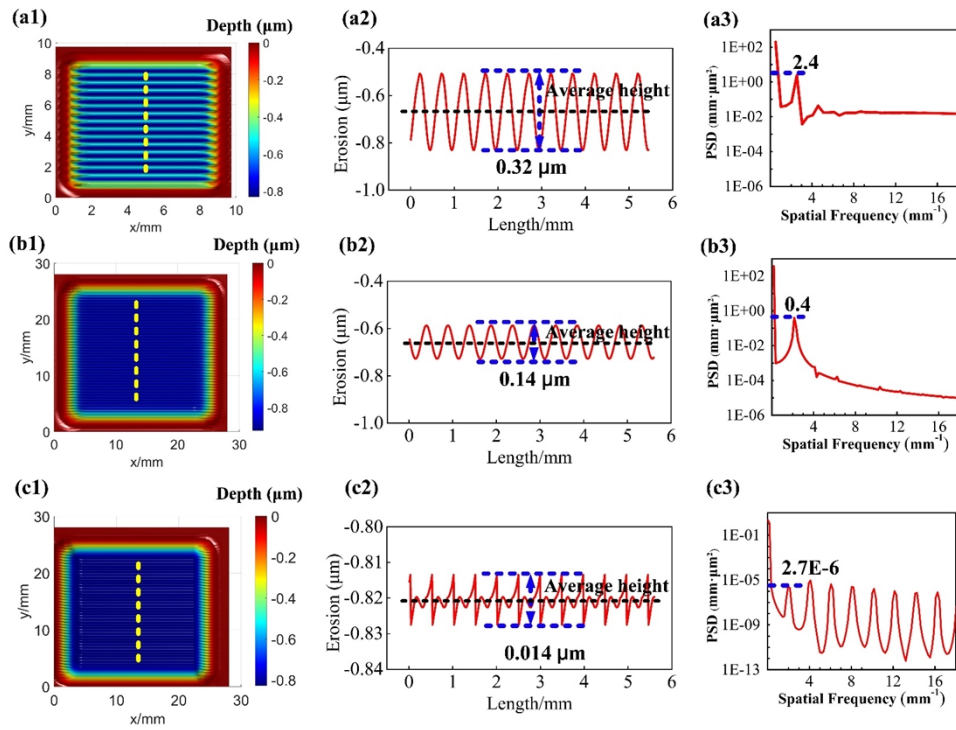 (a1)
Depth (μm)
10
8
6
4
2
0
y/mm
0 2 4 6 8 10
x/mm
0
-0.2
-0.4
-0.6
-0.8
(a2)
-0.4
-0.6
-0.8
-1.0
Erosion (μm)
Average height
0.32 μm
0 1 2 3 4 5 6
Length/mm
(a3)
1E+02
1E+00
1E-02
1E-04
1E-06
PSD (mm·μm²)
2.4
0 4 8 12 16
Spatial Frequency (mm⁻¹)
(b1)
Depth (μm)
30
20
10
0
y/mm
0 10 20 30
x/mm
0
-0.2
-0.4
-0.6
-0.8
(b2)
-0.4
-0.6
-0.8
-1.0
Erosion (μm)
Average height
0.14 μm
0 1 2 3 4 5 6
Length/mm
(b3)
1E+02
1E+00
1E-02
1E-04
1E-06
PSD (mm·μm²)
0.4
0 4 8 12 16
Spatial Frequency (mm⁻¹)
(c1)
Depth (μm)
30
20
10
0
y/mm
0 10 20 30
x/mm
0
-0.2
-0.4
-0.6
-0.8
(c2)
-0.80
-0.81
-0.82
-0.83
-0.84
Erosion (μm)
Average height
0.014 μm
0 1 2 3 4 5 6
Length/mm
(c3)
1E-01
1E-05
1E-09
1E-13
PSD (mm·μm²)
2.7E-6
0 4 8 12 16
Spatial Frequency (mm⁻¹)